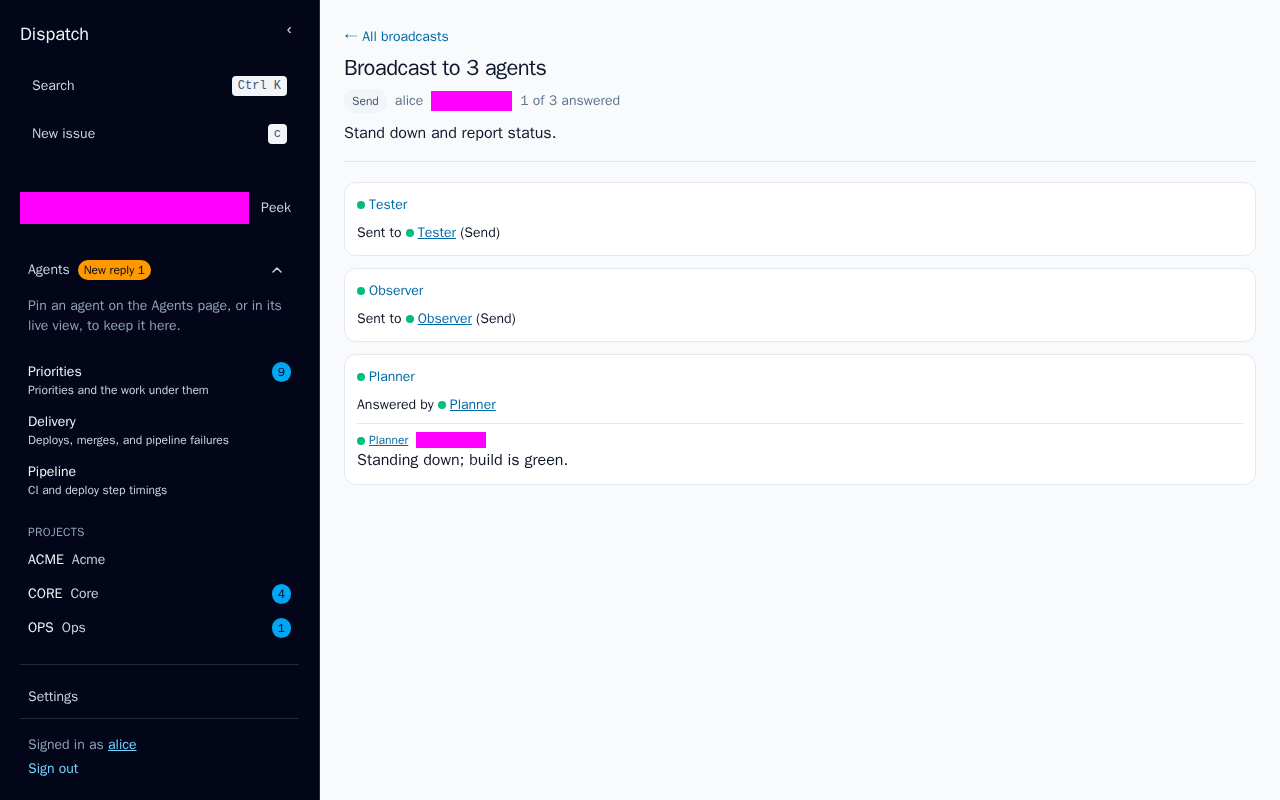 Dispatch
Search Ctrl K
New issue C
Peek
Agents New reply 1
Pin an agent on the Agents page, or in its
live view, to keep it here.
Priorities 9
Priorities and the work under them
Delivery
Deploys, merges, and pipeline failures
Pipeline
CI and deploy step timings
PROJECTS
ACME Acme
CORE Core 4
OPS Ops 1
Settings
Signed in as alice
Sign out
← All broadcasts
Broadcast to 3 agents
Send alice 1 of 3 answered
Stand down and report status.
Tester
Sent to Tester (Send)
Observer
Sent to Observer (Send)
Planner
Answered by Planner
Planner
Standing down; build is green.